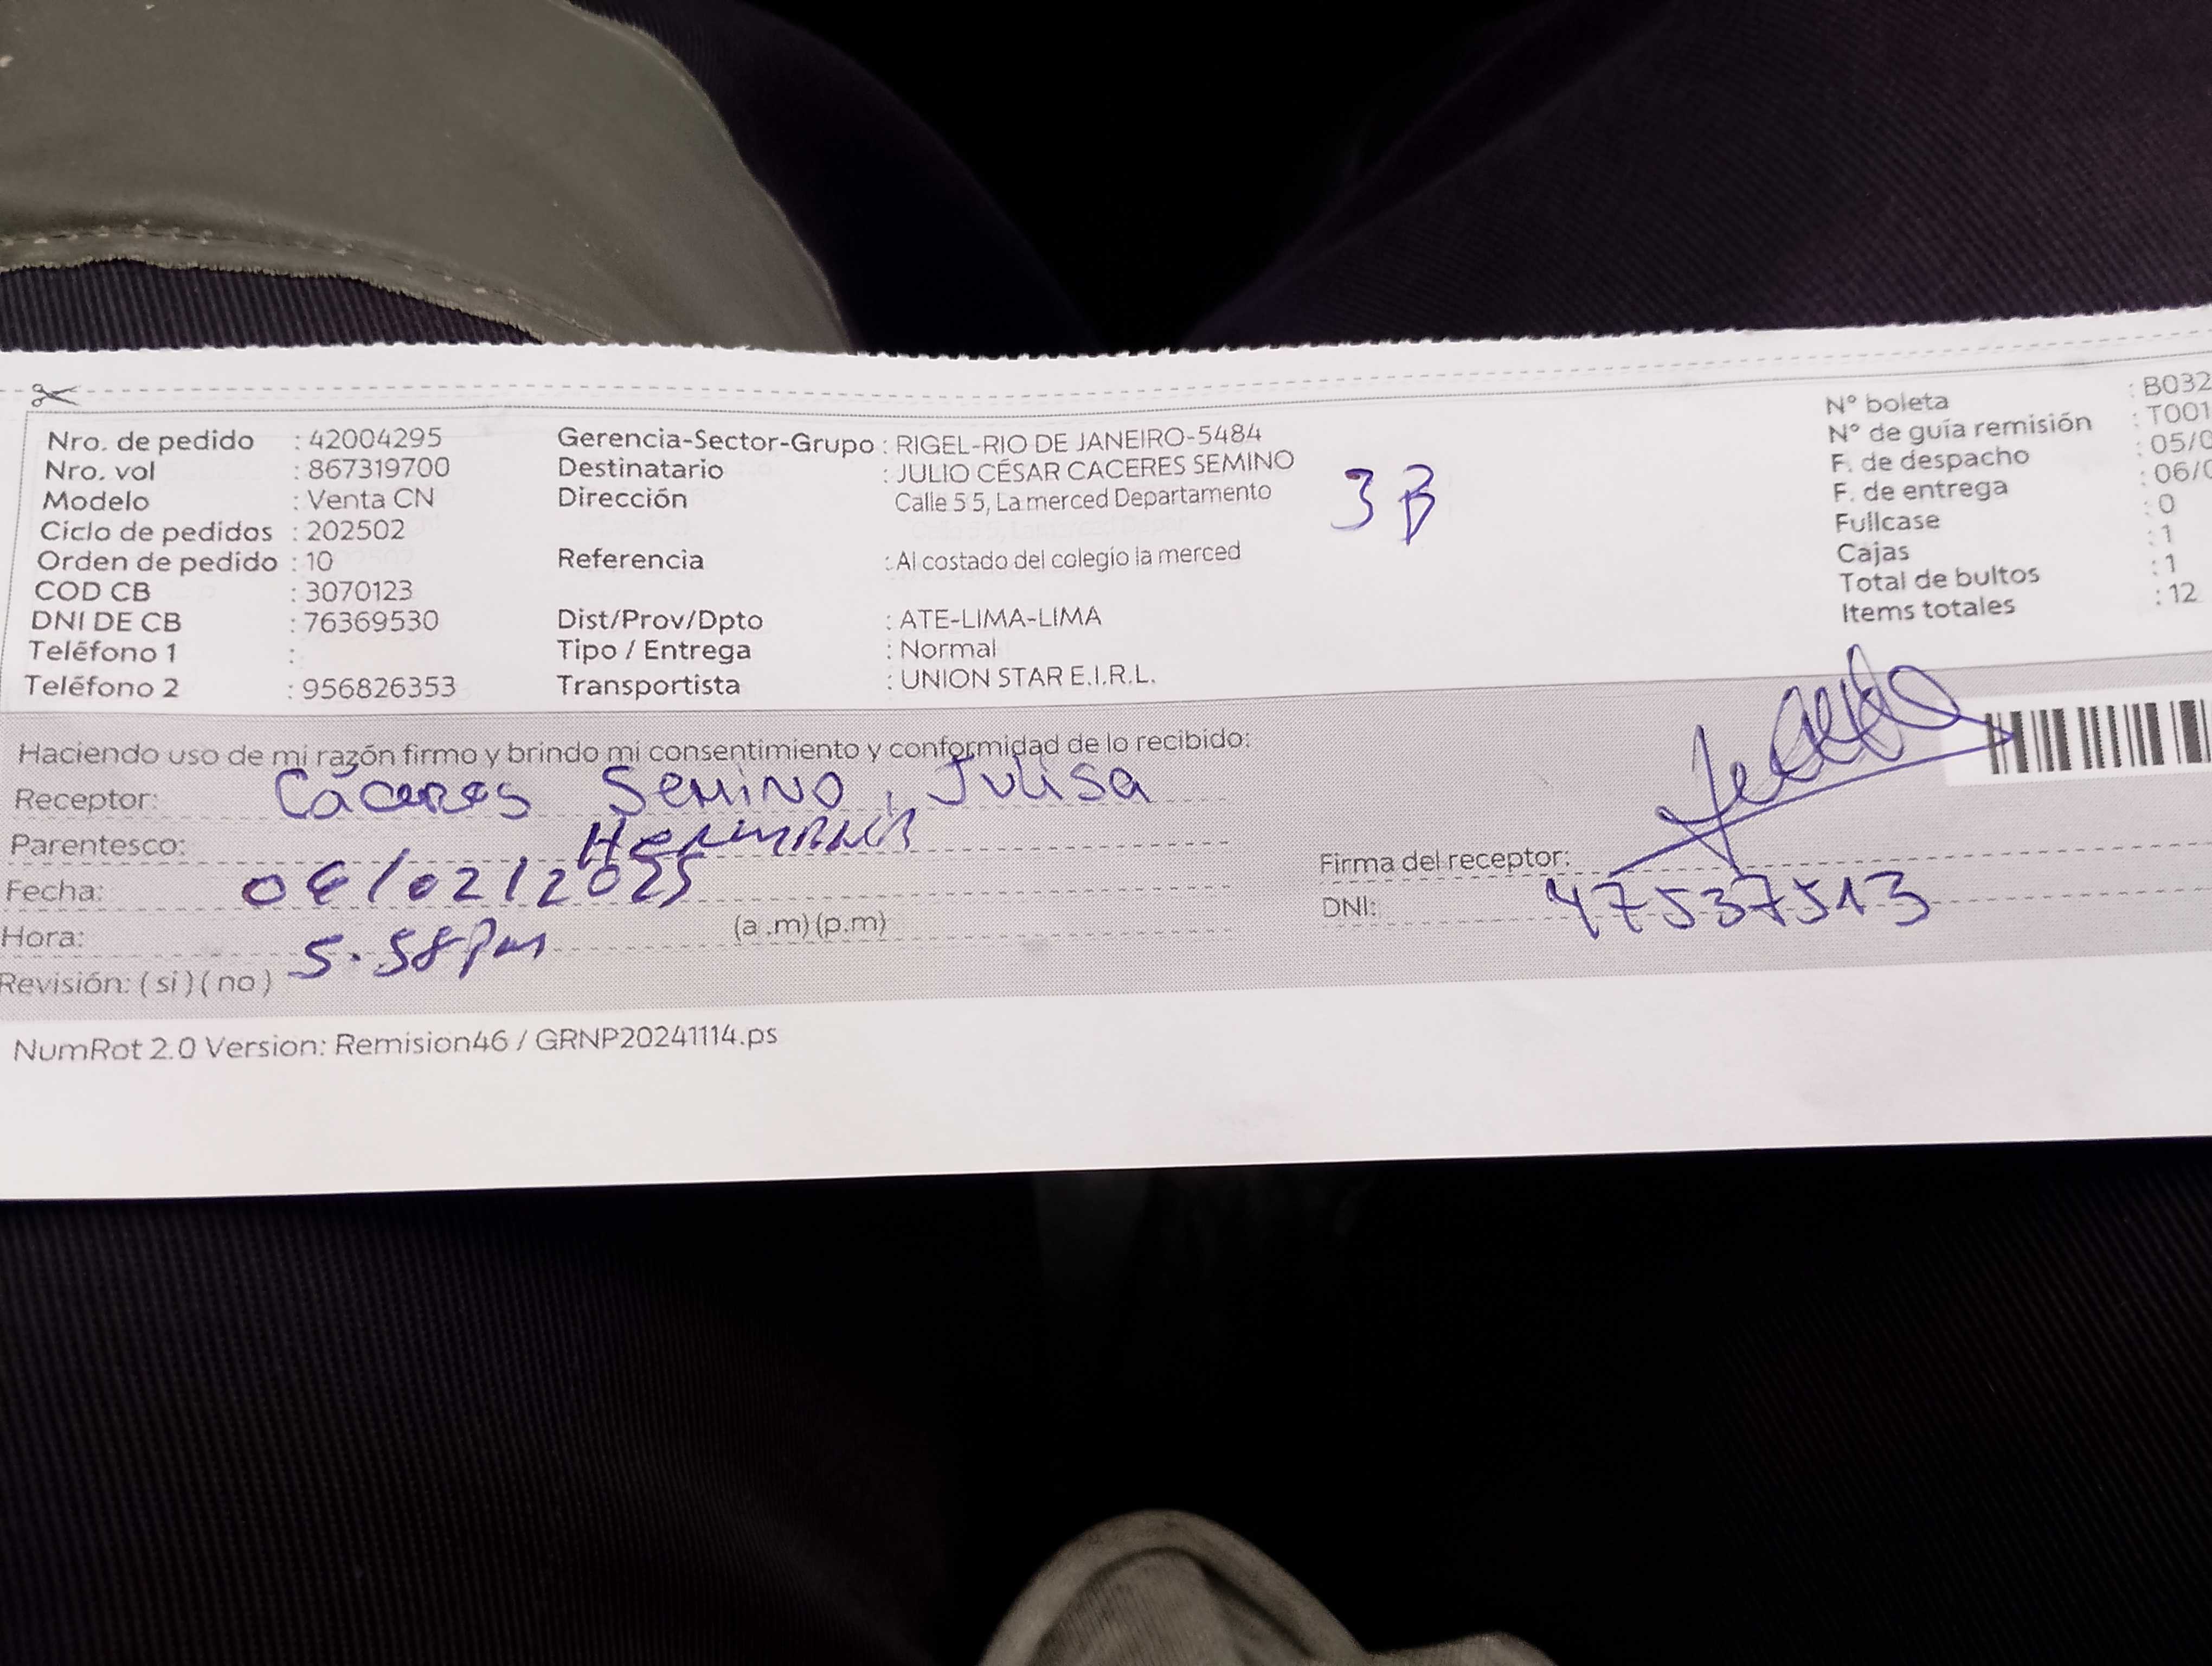 Nro. de pedido : 42004295
Nro. vol : 867319700
Modelo : Venta CN
Ciclo de pedidos : 202502
Orden de pedido : 10
COD CB : 3070123
DNI DE CB : 76369530
Teléfono 1 :
Teléfono 2 : 956826353
Gerencia-Sector-Grupo : RIGEL-RIO DE JANEIRO-5484
Destinatario : JULIO CÉSAR CACERES SEMINO
Dirección Calle 5 5, La merced Departamento
3B
Referencia : Al costado del colegio la merced
Dist/Prov/Dpto : ATE-LIMA-LIMA
Tipo / Entrega : Normal
Transportista : UNION STAR E.I.R.L.
N° boleta : B032
N° de guía remisión : T001
F. de despacho : 05/0
F. de entrega : 06/0
Fullcase : 0
Cajas : 1
Total de bultos : 1
Items totales : 12
Haciendo uso de mi razón firmo y brindo mi consentimiento y conformidad de lo recibido:
Receptor: Cáceres Semino, Julisa
Parentesco: Hermana
Fecha: 06/02/2025
Hora: 5.58pm (a.m)(p.m)
Revisión: (si)(no)
Firma del receptor:
DNI: 47537513
NumRot 2.0 Version: Remision46 / GRNP20241114.ps